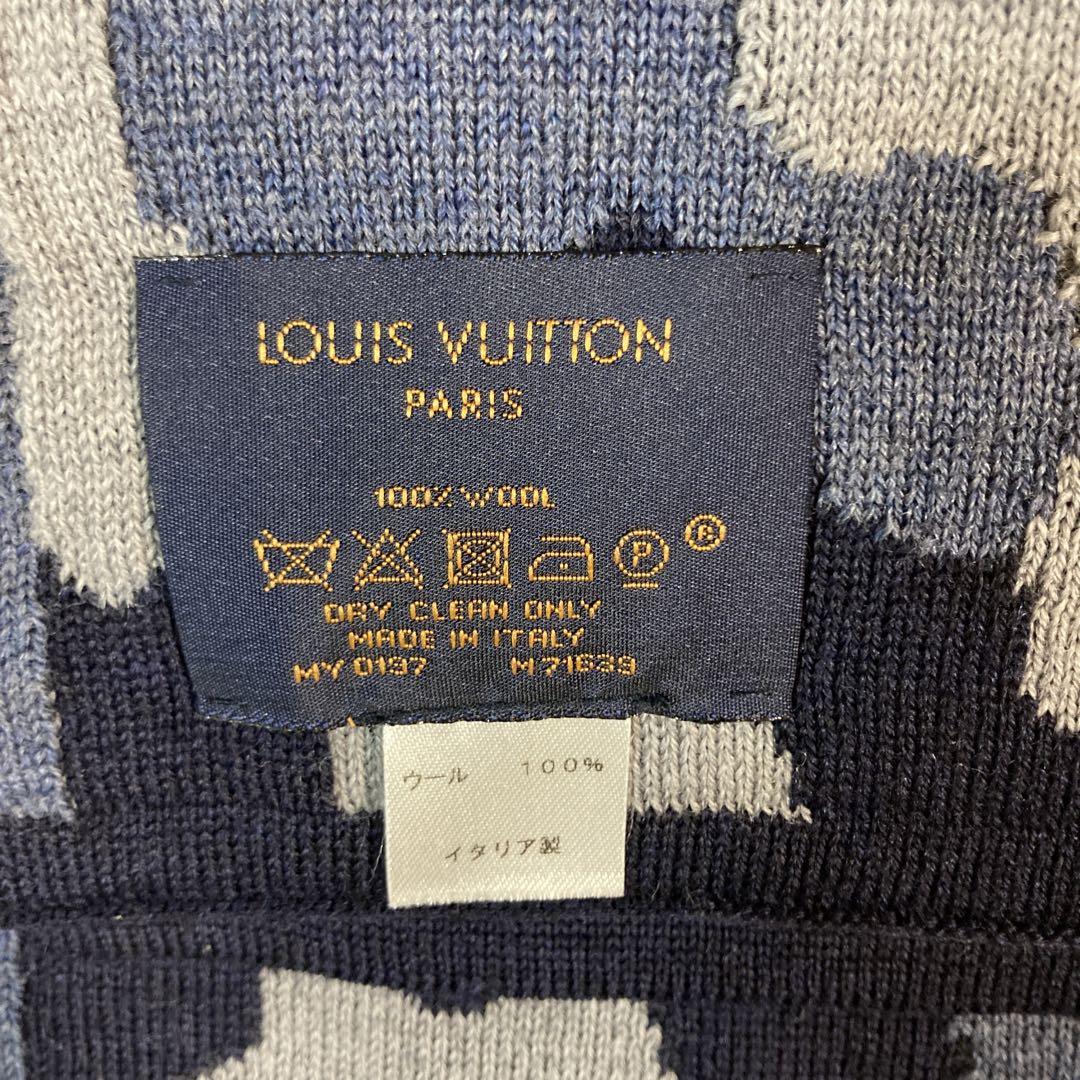 LOUIS VUITTON
PARIS
100% WOOL
P ®
DRY CLEAN ONLY
MADE IN ITALY
MY 0197 M71639
ウール 100%
イタリア製